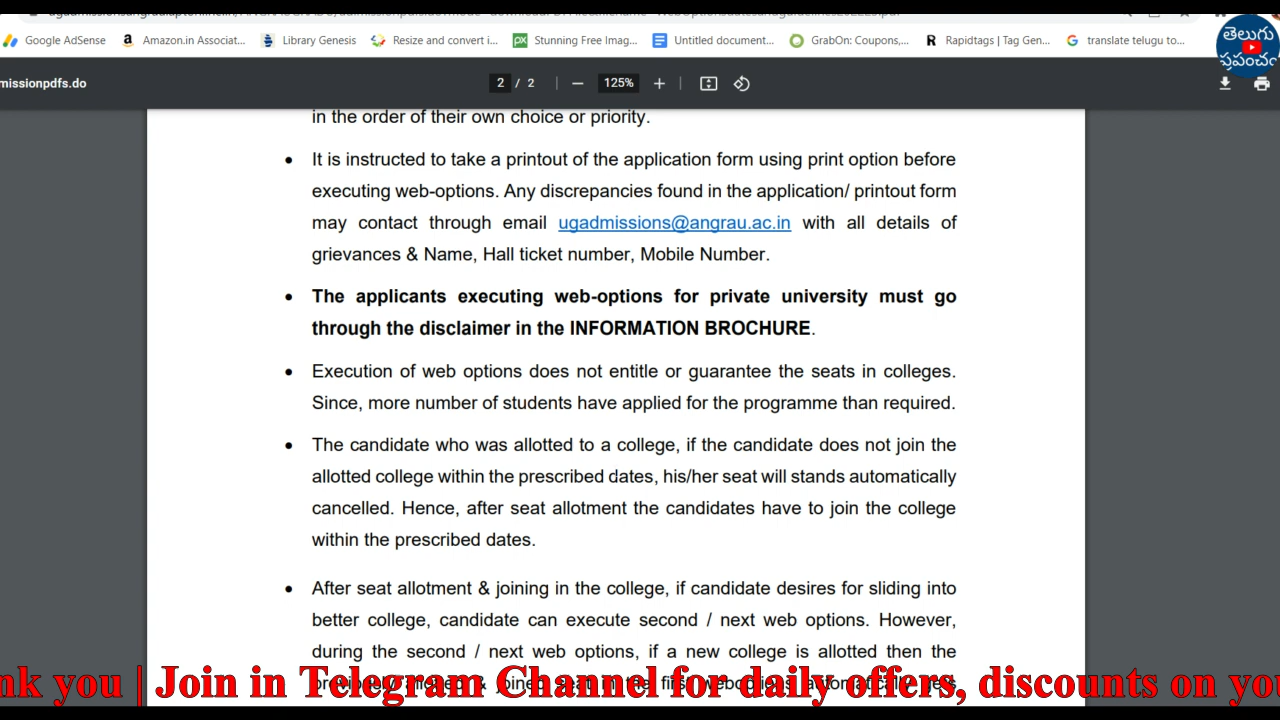 Google AdSense
Amazon.in Associat...
Library Genesis
Resize and convert i...
Stunning Free Imag...
Untitled document...
GrabOn: Coupons,...
Rapidtags | Tag Gen...
translate telugu to...
తెలుగు
ప్రపంచం
missionpdfs.do
2 / 2
125%
in the order of their own choice or priority.
• It is instructed to take a printout of the application form using print option before
executing web-options. Any discrepancies found in the application/ printout form
may contact through email ugadmissions@angrau.ac.in with all details of
grievances & Name, Hall ticket number, Mobile Number.
• The applicants executing web-options for private university must go
through the disclaimer in the INFORMATION BROCHURE.
• Execution of web options does not entitle or guarantee the seats in colleges.
Since, more number of students have applied for the programme than required.
• The candidate who was allotted to a college, if the candidate does not join the
allotted college within the prescribed dates, his/her seat will stands automatically
cancelled. Hence, after seat allotment the candidates have to join the college
within the prescribed dates.
• After seat allotment & joining in the college, if candidate desires for sliding into
better college, candidate can execute second / next web options. However,
during the second / next web options, if a new college is allotted then the
nk you | Join in Telegram Channel for daily offers, discounts on you